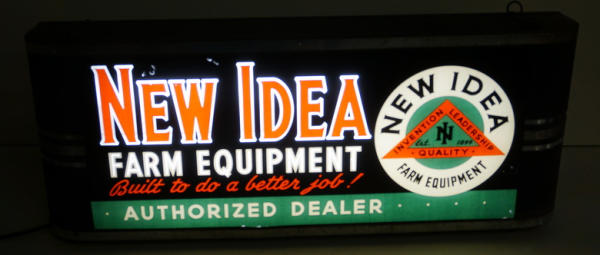 NEW IDEA
FARM EQUIPMENT
Built to do a better job!
AUTHORIZED DEALER
NEW IDEA
INVENTION LEADERSHIP
NI
Est. 1899
QUALITY
FARM EQUIPMENT